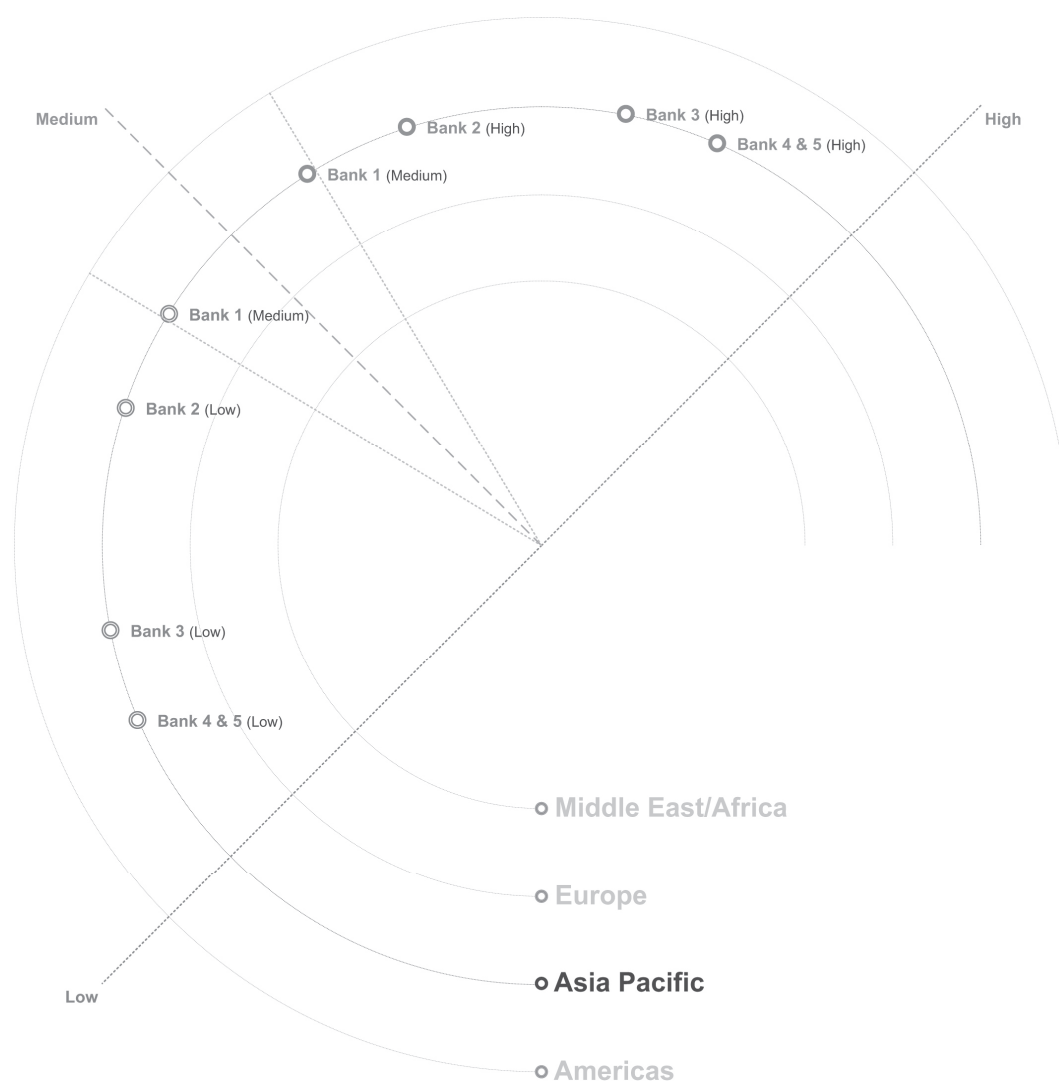 Medium
Bank 3 (High)
High
Bank 2 (High)
Bank 4 & 5 (High)
Bank 1 (Medium)
Bank 1 (Medium)
Bank 2 (Low)
Bank 3 (Low)
Bank 4 & 5 (Low)
Middle East/Africa
Europe
Asia Pacific
Low
Americas